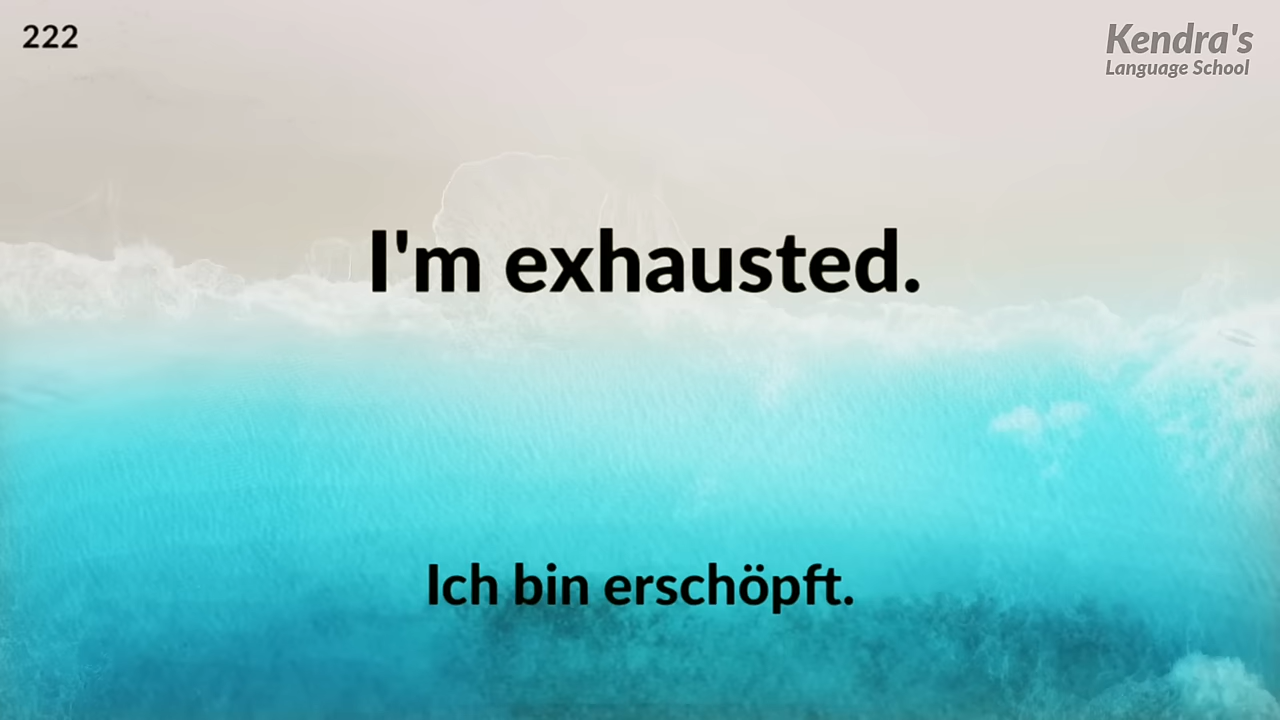 222
Kendra's
Language School
I'm exhausted.
Ich bin erschöpft.